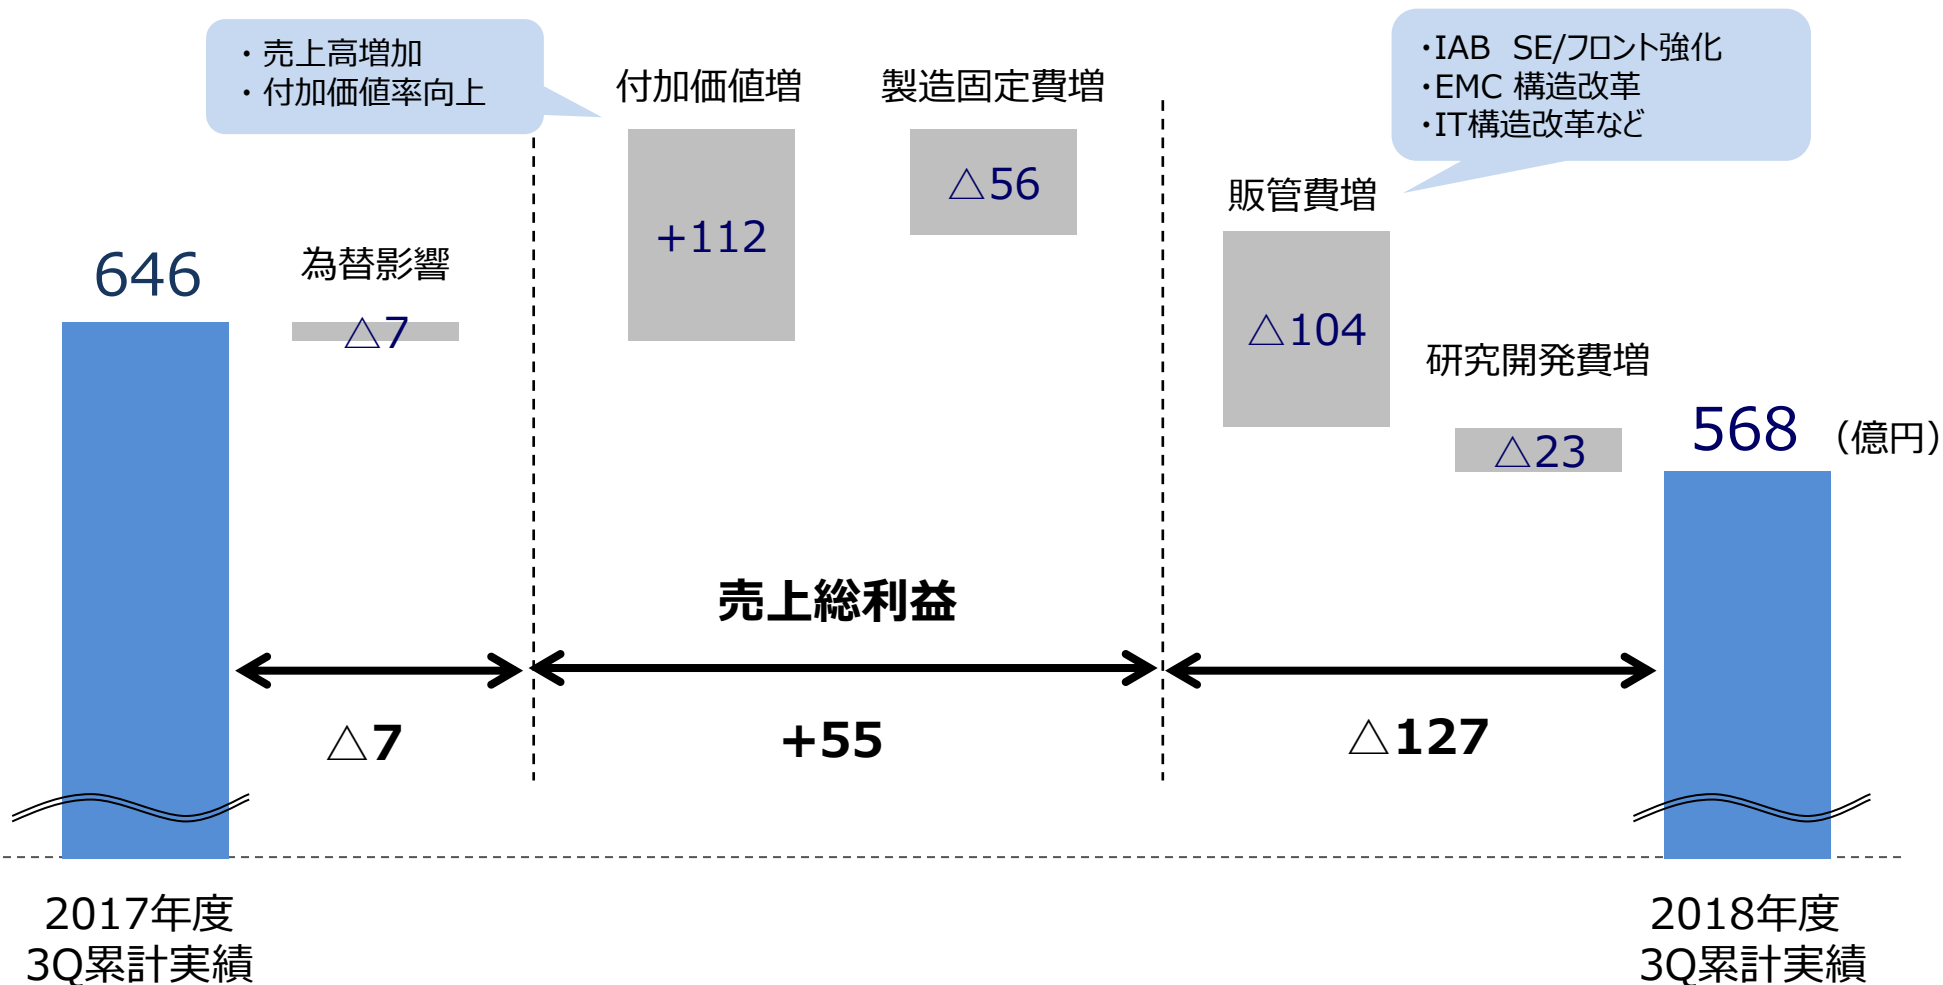 ・ 売上高増加
・ 付加価値率向上
付加価値増
製造固定費増
・IAB SE/フロント強化
・EMC 構造改革
・IT構造改革など
販管費増
為替影響
研究開発費増
646
△7
+112
△56
△104
△23
568
(億円)
売上総利益
△7
+55
△127
2017年度
3Q累計実績
2018年度
3Q累計実績